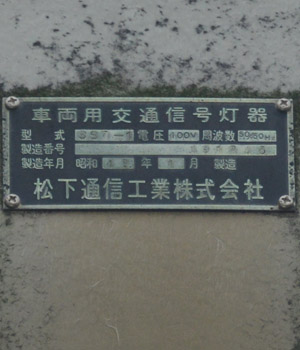 車両用交通信号灯器
型式 電圧 100V 周波数 50/60Hz
製造番号
製造年月 昭和 年 月 製造
松下通信工業株式会社